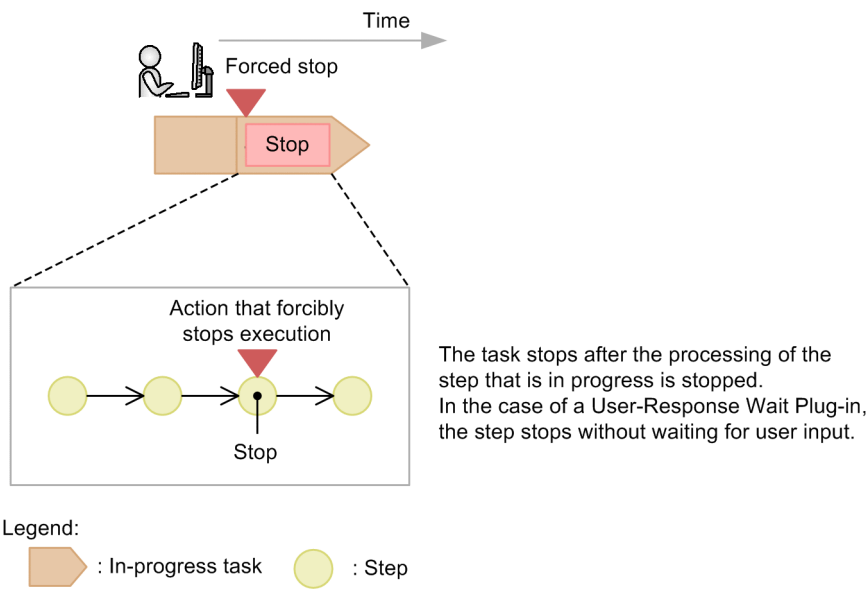 Time
Forced stop
Stop
Action that forcibly
stops execution
Stop
The task stops after the processing of the
step that is in progress is stopped.
In the case of a User-Response Wait Plug-in,
the step stops without waiting for user input.
Legend:
: In-progress task
: Step